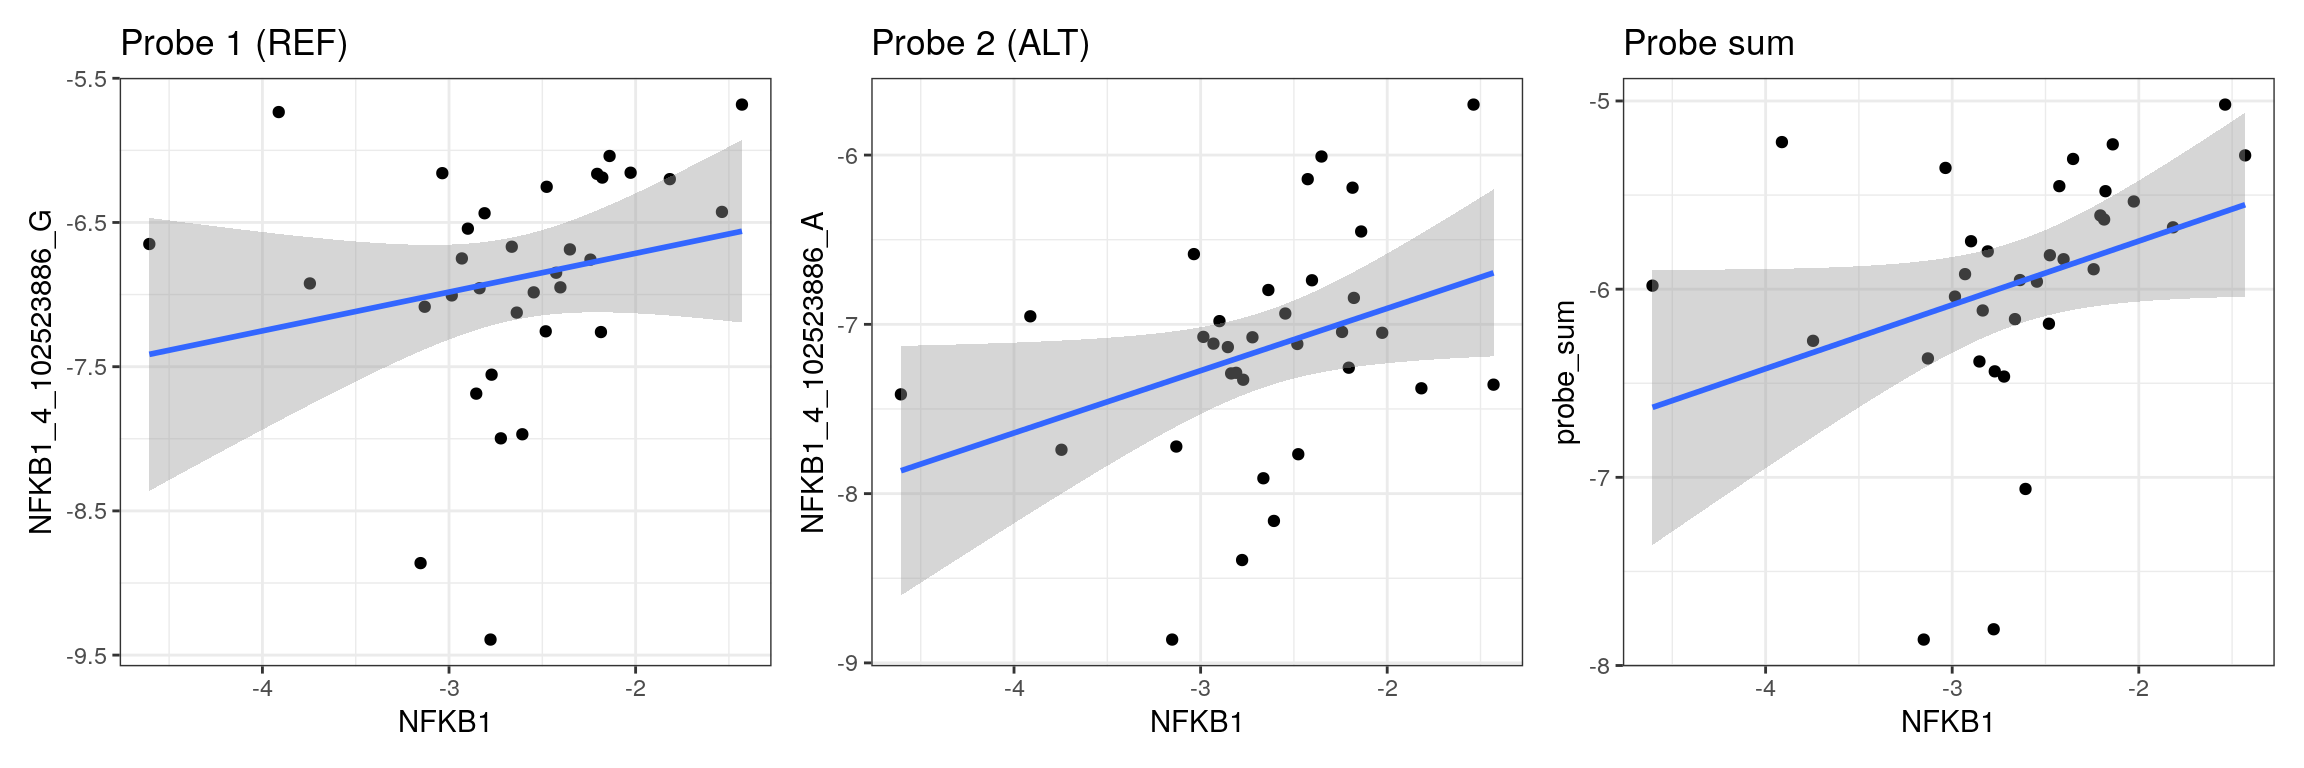 Probe 1 (REF)
NFKB1_4_102523886_G
-5.5
-6.5
-7.5
-8.5
-9.5
-4
-3
-2
NFKB1
Probe 2 (ALT)
NFKB1_4_102523886_A
-6
-7
-8
-9
-4
-3
-2
NFKB1
Probe sum
probe_sum
-5
-6
-7
-8
-4
-3
-2
NFKB1